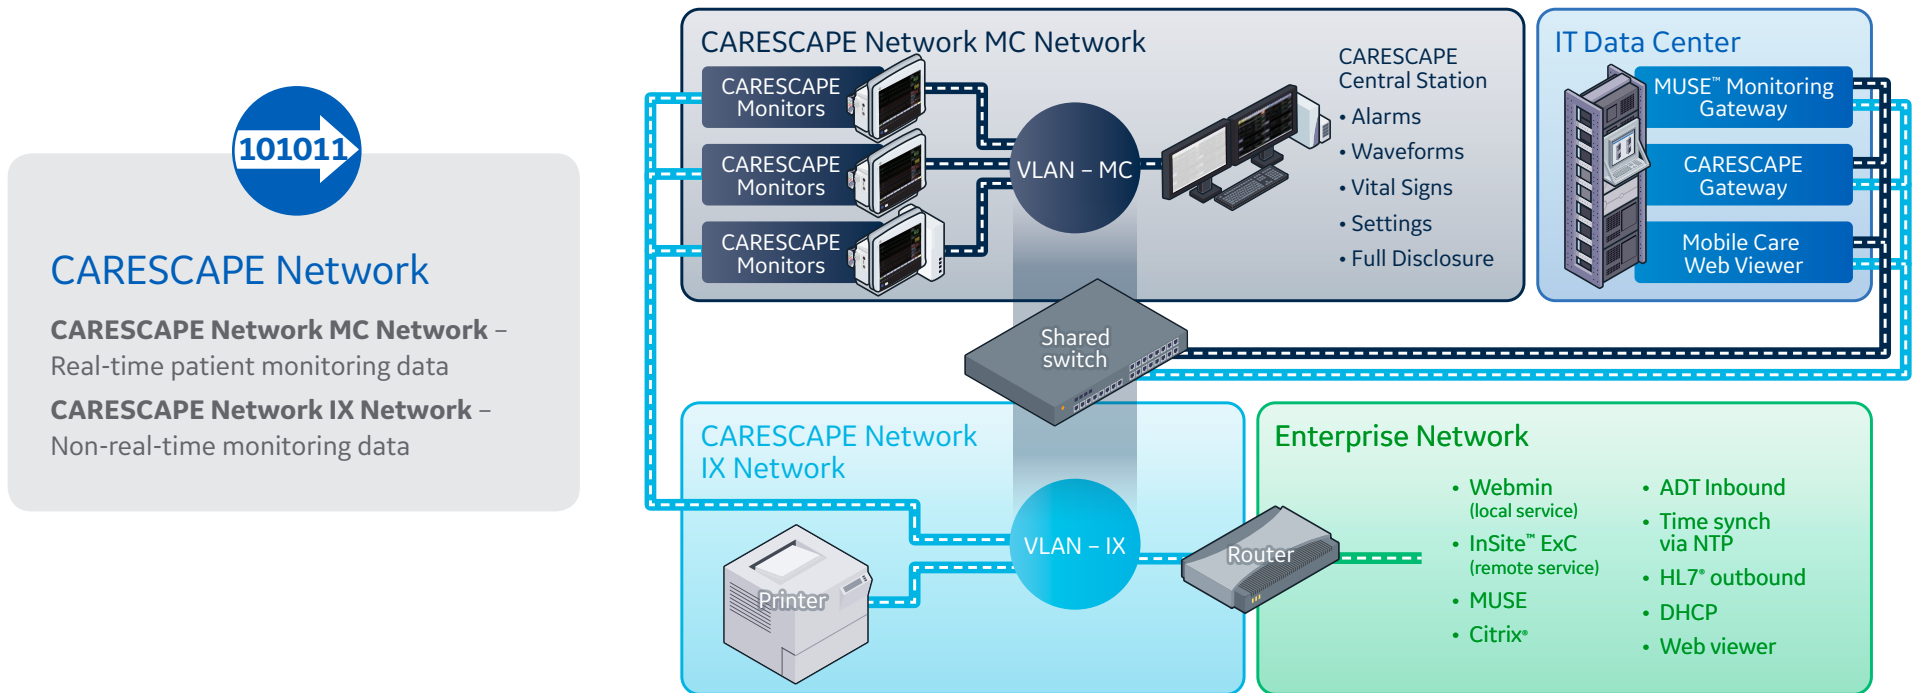 101011
CARESCAPE Network
CARESCAPE Network MC Network –
Real-time patient monitoring data
CARESCAPE Network IX Network –
Non-real-time monitoring data
CARESCAPE Network MC Network
CARESCAPE
Monitors
CARESCAPE
Monitors
CARESCAPE
Monitors
VLAN – MC
CARESCAPE
Central Station
• Alarms
• Waveforms
• Vital Signs
• Settings
• Full Disclosure
IT Data Center
MUSE™ Monitoring
Gateway
CARESCAPE
Gateway
Mobile Care
Web Viewer
Shared
switch
CARESCAPE Network
IX Network
Printer
VLAN – IX
Router
Enterprise Network
• Webmin
(local service)
• InSite™ ExC
(remote service)
• MUSE
• Citrix®
• ADT Inbound
• Time synch
via NTP
• HL7® outbound
• DHCP
• Web viewer